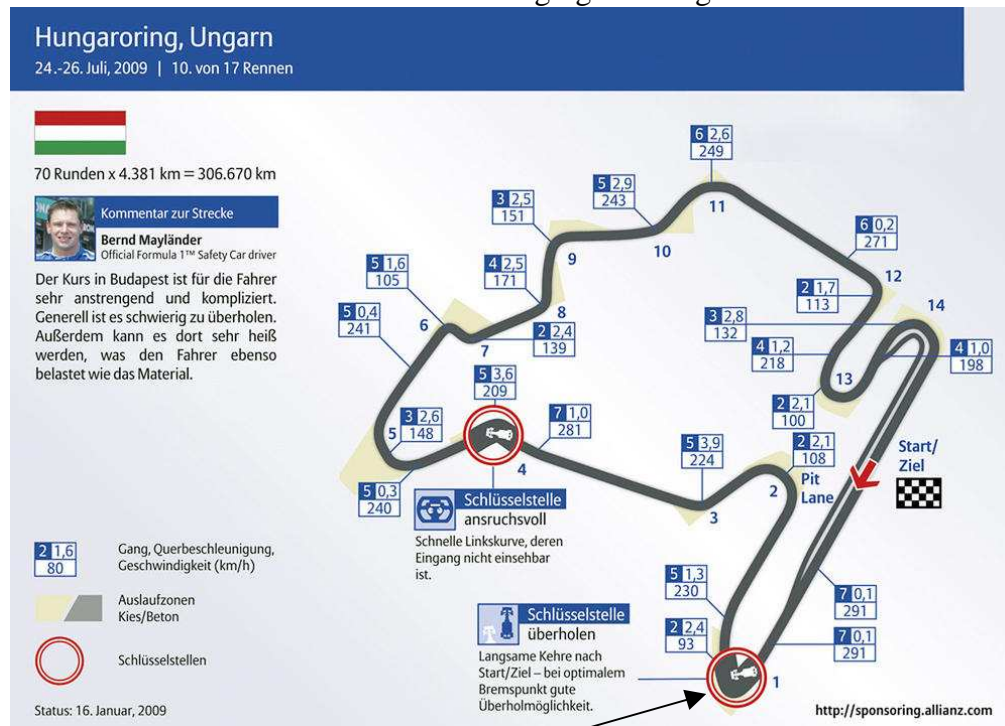 Hungaroring, Ungarn
24.-26. Juli, 2009 | 10. von 17 Rennen
70 Runden x 4.381 km = 306.670 km
Kommentar zur Strecke
Bernd Mayländer
Official Formula 1™ Safety Car driver
Der Kurs in Budapest ist für die Fahrer
sehr anstrengend und kompliziert.
Generell ist es schwierig zu überholen.
Außerdem kann es dort sehr heiß
werden, was den Fahrer ebenso
belastet wie das Material.
6 2,6
249
11
5 2,9
243
10
3 2,5
151
9
6 0,2
271
12
4 2,5
171
8
5 1,6
105
6
2 1,7
113
14
3 2,8
132
5 0,4
241
7
2 2,4
139
4 1,2
218
4 1,0
198
13
5 3,6
209
2 2,1
100
3 2,6
148
5
7 1,0
281
4
5 3,9
224
3
2 2,1
108
2
Pit
Lane
Start/
Ziel
5 0,3
240
Schlüsselstelle
ansruchsvoll
Schnelle Linkskurve, deren
Eingang nicht einsehbar
ist.
2 1,6
80
Gang, Querbeschleunigung,
Geschwindigkeit (km/h)
Auslaufzonen
Kies/Beton
Schlüsselstellen
5 1,3
230
7 0,1
291
Schlüsselstelle
überholen
Langsame Kehre nach
Start/Ziel – bei optimalem
Bremspunkt gute
Überholmöglichkeit.
2 2,4
93
7 0,1
291
1
Status: 16. Januar, 2009
http://sponsoring.allianz.com